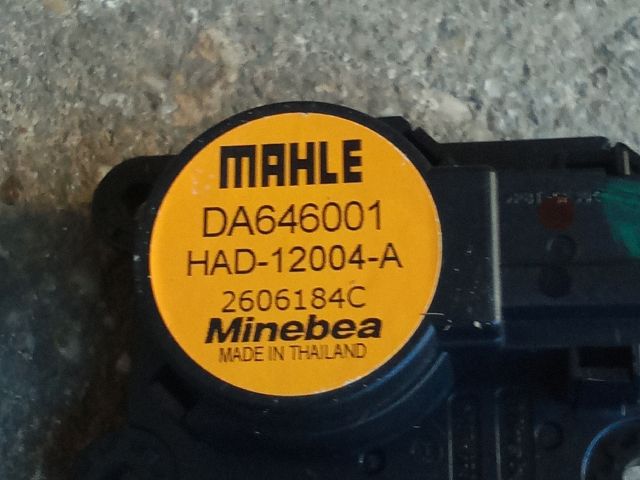 MAHLE
DA646001
HAD-12004-A
2606184C
Minebea
MADE IN THAILAND